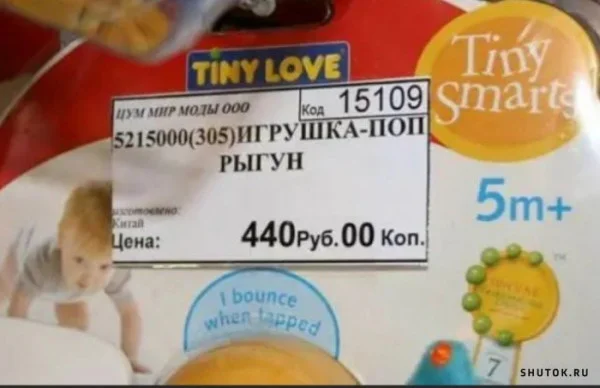 TINY LOVE
Tiny
Smarts
ЦУМ МИР МОДЫ ООО
Код 15109
5215000(305)ИГРУШКА-ПОП
РЫГУН
5m+
изготовлено:
Китай
Цена: 440Руб.00 Коп.
I bounce
when tapped
7
SHUTOK.RU